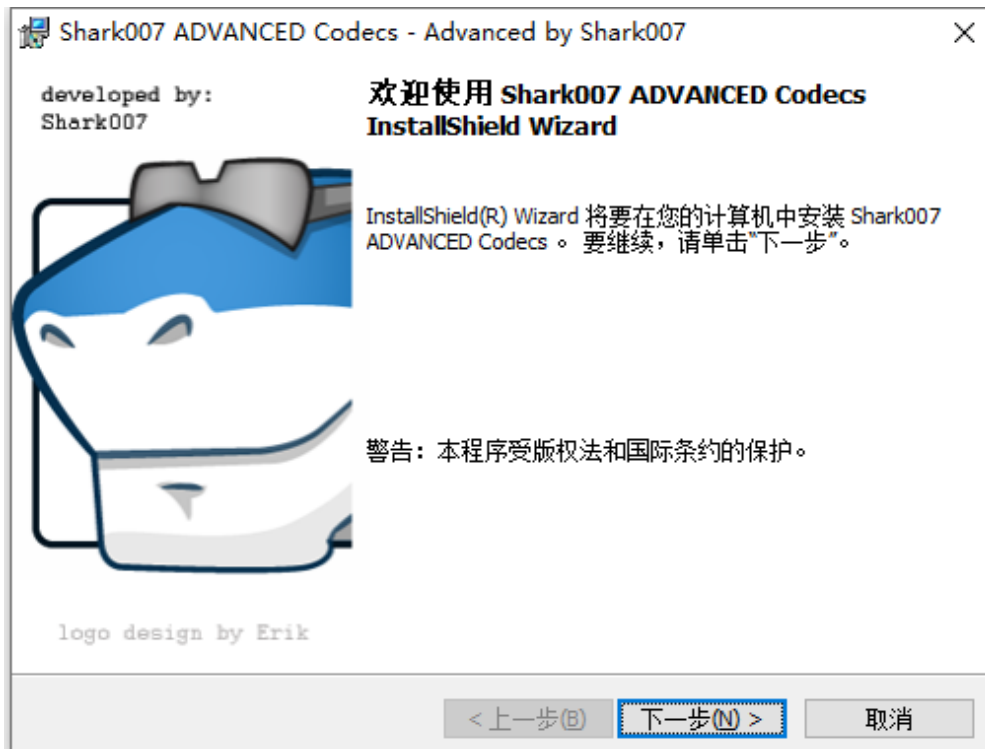 Shark007 ADVANCED Codecs - Advanced by Shark007
developed by:
Shark007
欢迎使用 Shark007 ADVANCED Codecs
InstallShield Wizard
InstallShield(R) Wizard 将要在您的计算机中安装 Shark007
ADVANCED Codecs 。 要继续，请单击"下一步"。
警告：本程序受版权法和国际条约的保护。
logo design by Erik
< 上一步(B)
下一步(N) >
取消